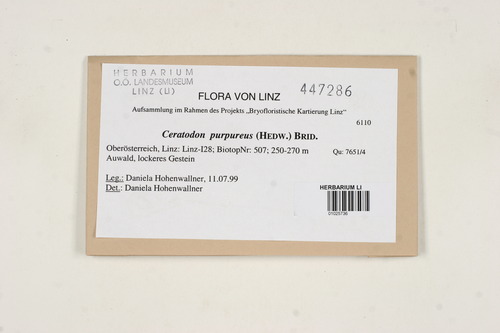 HERBARIUM
O.Ö. LANDESMUSEUM
LINZ (LI)
447286
FLORA VON LINZ
Aufsammlung im Rahmen des Projekts „Bryofloristische Kartierung Linz“
6110
Ceratodon purpureus (HEDW.) BRID.
Oberösterreich, Linz: Linz-I28; BiotopNr: 507; 250-270 m
Qu: 7651/4
Auwald, lockeres Gestein
Leg.: Daniela Hohenwallner, 11.07.99
Det.: Daniela Hohenwallner
HERBARIUM LI
01025736